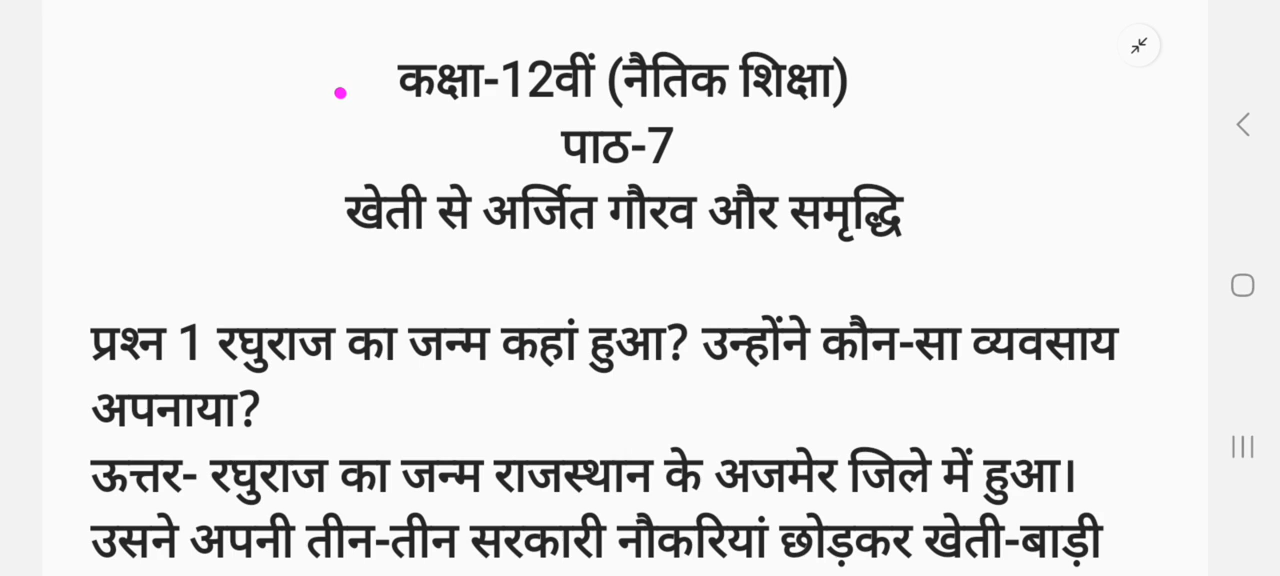 कक्षा-12वीं (नैतिक शिक्षा)
पाठ-7
खेती से अर्जित गौरव और समृद्धि
प्रश्न 1 रघुराज का जन्म कहां हुआ? उन्होंने कौन-सा व्यवसाय
अपनाया?
ऊत्तर- रघुराज का जन्म राजस्थान के अजमेर जिले में हुआ।
उसने अपनी तीन-तीन सरकारी नौकरियां छोड़कर खेती-बाड़ी